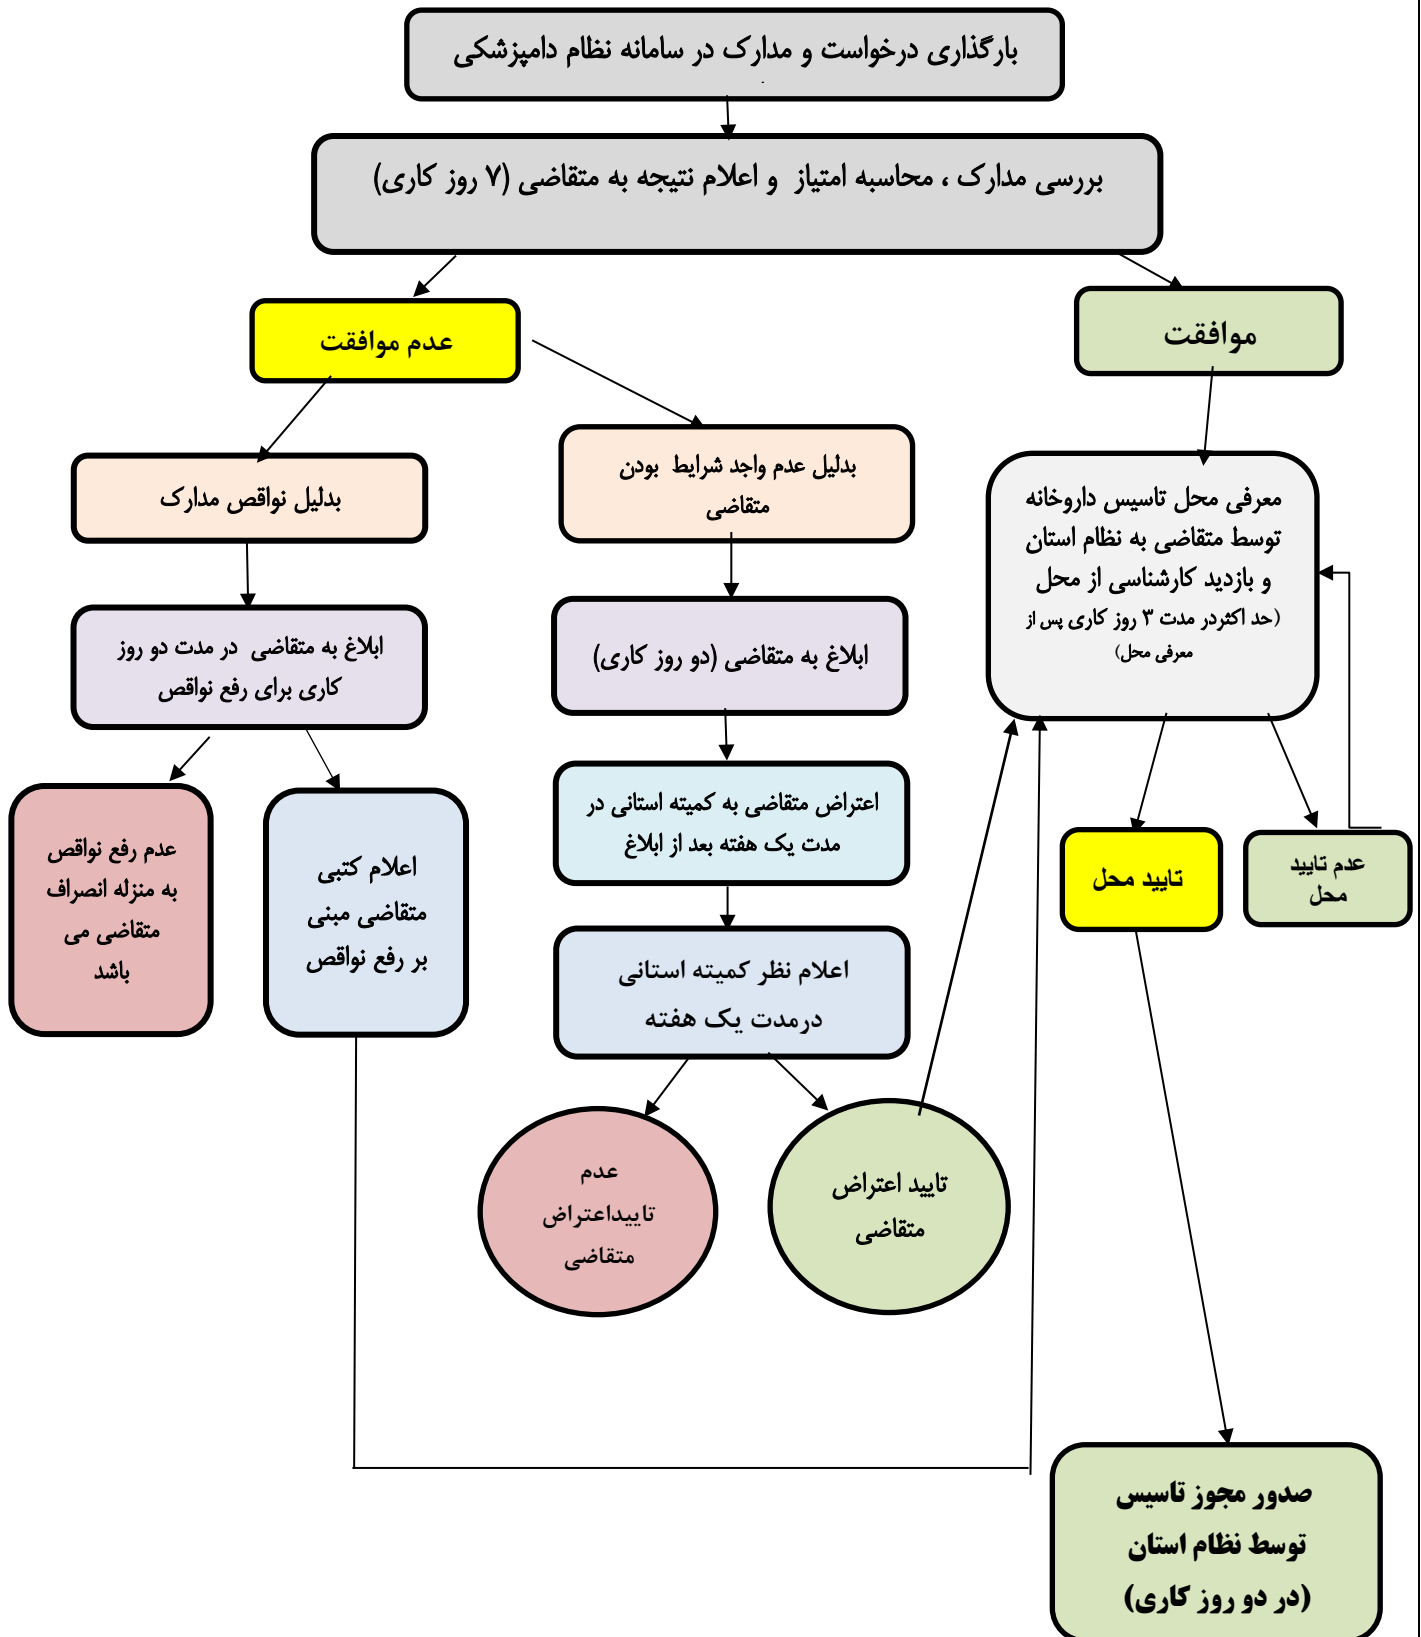 بارگذاری درخواست و مدارک در سامانه نظام دامپزشکی
بررسی مدارک ، محاسبه امتیاز و اعلام نتیجه به متقاضی (۷ روز کاری)
موافقت
عدم موافقت
بدلیل عدم واجد شرایط بودن
متقاضی
بدلیل نواقص مدارک
معرفی محل تاسیس داروخانه
توسط متقاضی به نظام استان
و بازدید کارشناسی از محل
(حد اکثردر مدت ۳ روز کاری پس از
معرفی محل)
ابلاغ به متقاضی (دو روز کاری)
ابلاغ به متقاضی در مدت دو روز
کاری برای رفع نواقص
اعتراض متقاضی به کمیته استانی در
مدت یک هفته بعد از ابلاغ
عدم تایید
محل
تایید محل
اعلام کتبی
متقاضی مبنی
بر رفع نواقص
عدم رفع نواقص
به منزله انصراف
متقاضی می
باشد
اعلام نظر کمیته استانی
درمدت یک هفته
تایید اعتراض
متقاضی
عدم
تاییداعتراض
متقاضی
صدور مجوز تاسیس
توسط نظام استان
(در دو روز کاری)